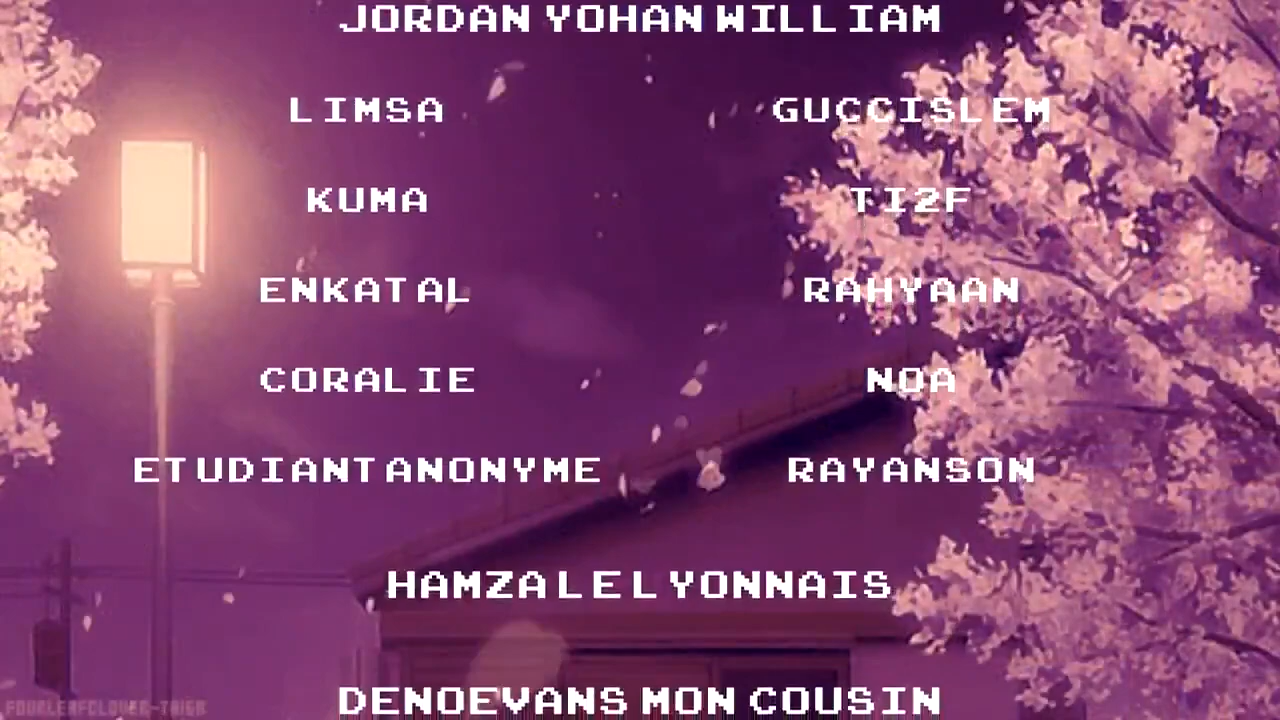 JORDAN YOHAN WILLIAM
LIMSA GUCCISLEM
KUMA TI2F
ENKATAL RAHYAAN
CORALIE NOA
ETUDIANTANONYME RAYANSON
HAMZALELYONNAIS
DENOEVANS MON COUSIN